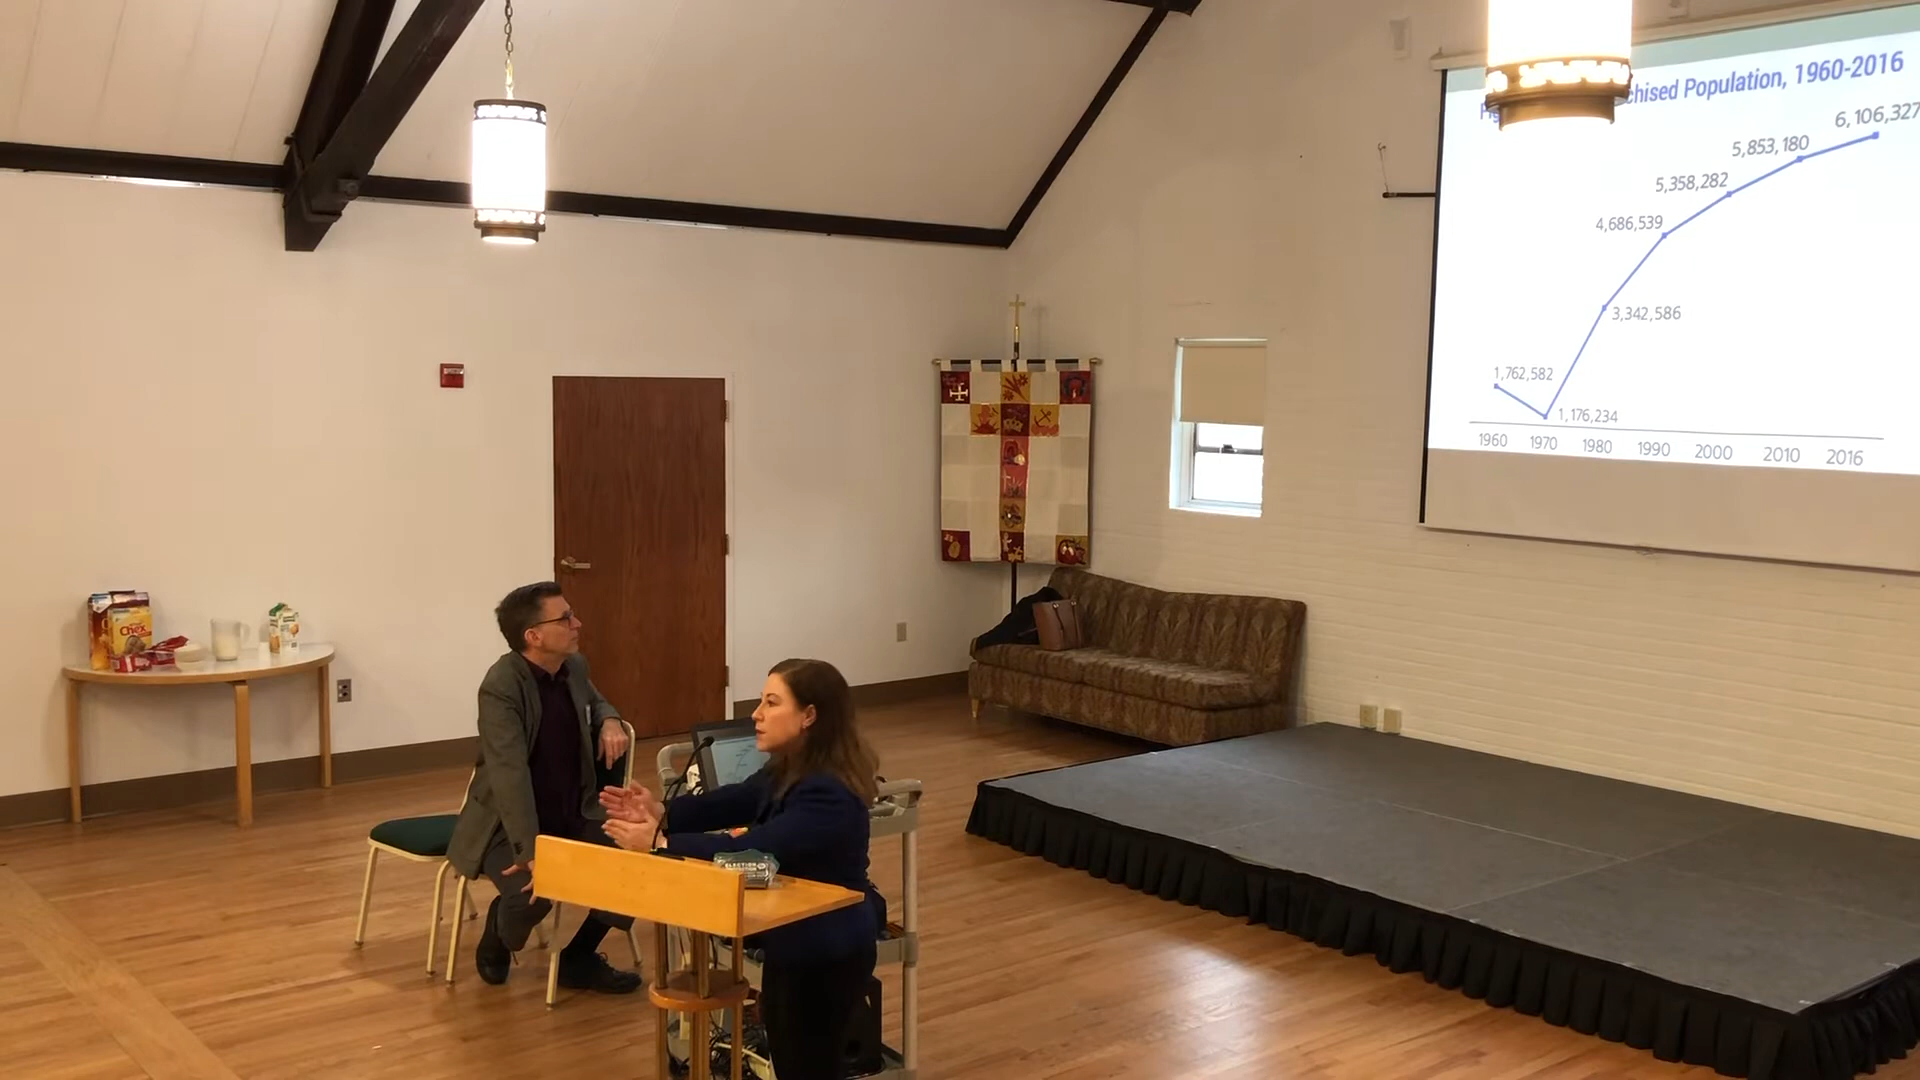 chised Population, 1960-2016
6,106,327
5,853,180
5,358,282
4,686,539
3,342,586
1,762,582
1,176,234
1960 1970 1980 1990 2000 2010 2016
Chex
ELECTION